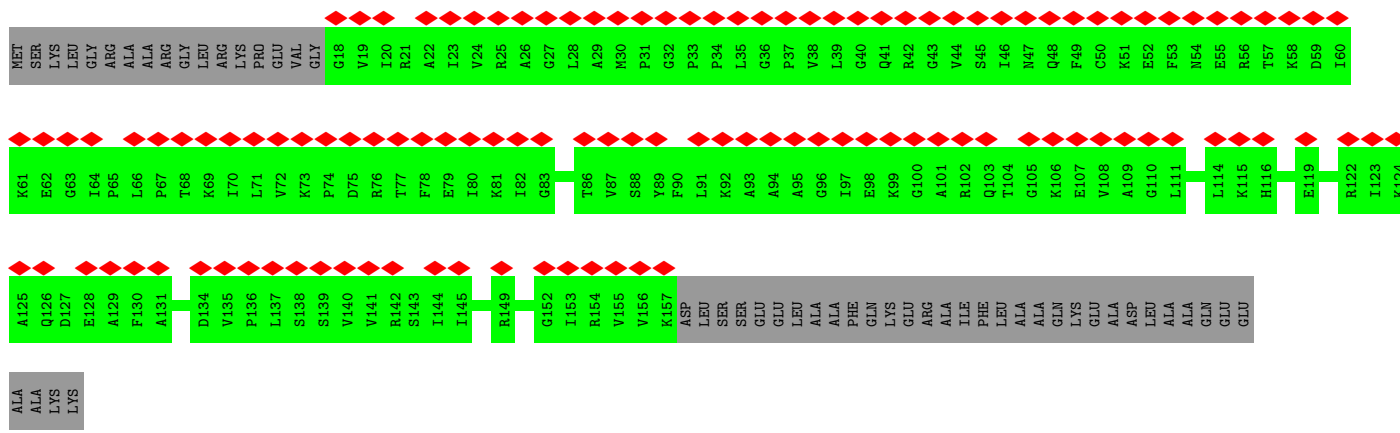 MET SER LYS LEU GLY ARG ALA ALA ARG GLY LEU ARG LYS PRO GLU VAL GLY G18 V19 I20 R21 A22 I23 V24 R25 A26 G27 L28 A29 M30 P31 G32 P33 P34 L35 G36 P37 V38 L39 G40 Q41 R42 G43 V44 S45 I46 N47 Q48 F49 C50 K51 E52 F53 N54 E55 R56 T57 K58 D59 I60
K61 E62 G63 I64 P65 L66 P67 T68 K69 I70 L71 V72 K73 P74 D75 R76 T77 F78 E79 I80 K81 I82 G83 T86 V87 S88 Y89 F90 L91 K92 A93 A94 A95 G96 I97 E98 K99 G100 A101 R102 Q103 T104 G105 K106 E107 V108 A109 G110 L111 L114 K115 H116 E119 R122 I123 K124
A125 Q126 D127 E128 A129 F130 A131 D134 V135 P136 L137 S138 S139 V140 V141 R142 S143 I144 I145 R149 G152 I153 R154 V155 V156 K157 ASP LEU SER SER GLU GLU LEU ALA ALA PHE GLN LYS GLU ARG ALA ILE PHE LEU ALA ALA GLN LYS GLU ALA ASP LEU ALA ALA GLN GLU GLU
ALA ALA LYS LYS